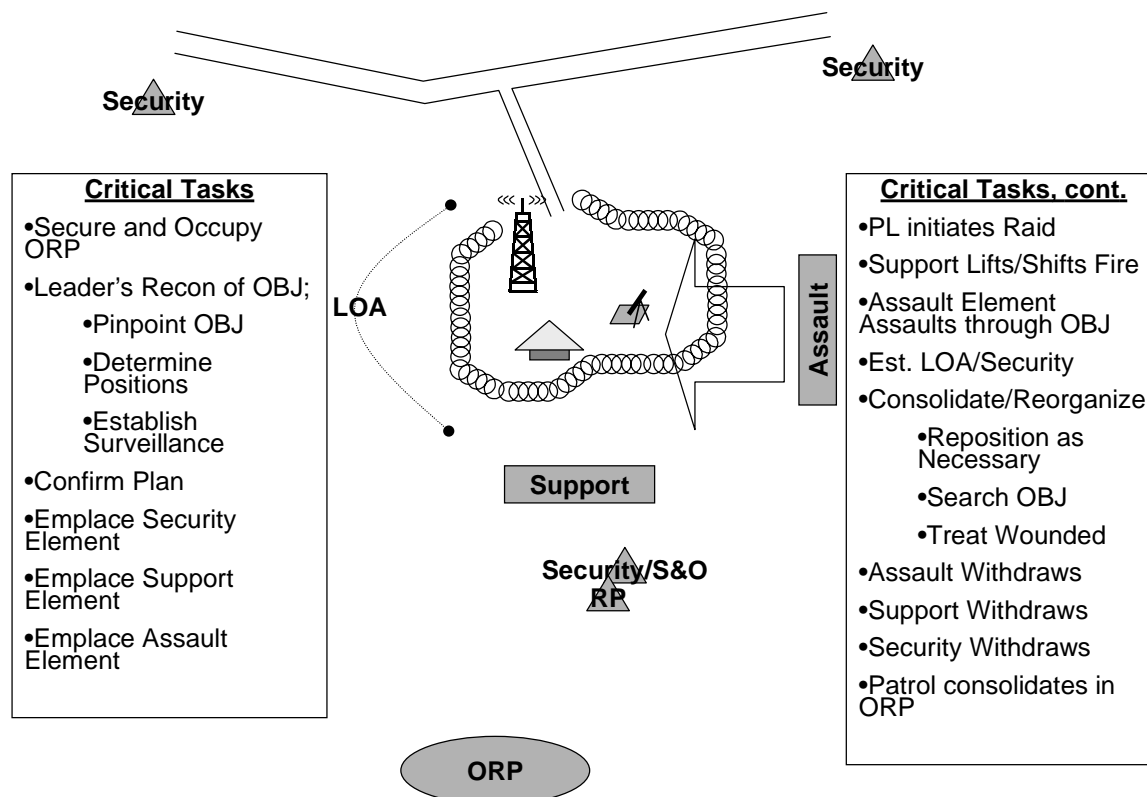 Security
Security
Critical Tasks
•Secure and Occupy
ORP
•Leader's Recon of OBJ;
•Pinpoint OBJ
•Determine
Positions
•Establish
Surveillance
•Confirm Plan
•Emplace Security
Element
•Emplace Support
Element
•Emplace Assault
Element
LOA
Assault
Support
Security/S&O
RP
ORP
Critical Tasks, cont.
•PL initiates Raid
•Support Lifts/Shifts Fire
•Assault Element
Assaults through OBJ
•Est. LOA/Security
•Consolidate/Reorganize
•Reposition as
Necessary
•Search OBJ
•Treat Wounded
•Assault Withdraws
•Support Withdraws
•Security Withdraws
•Patrol consolidates in
ORP